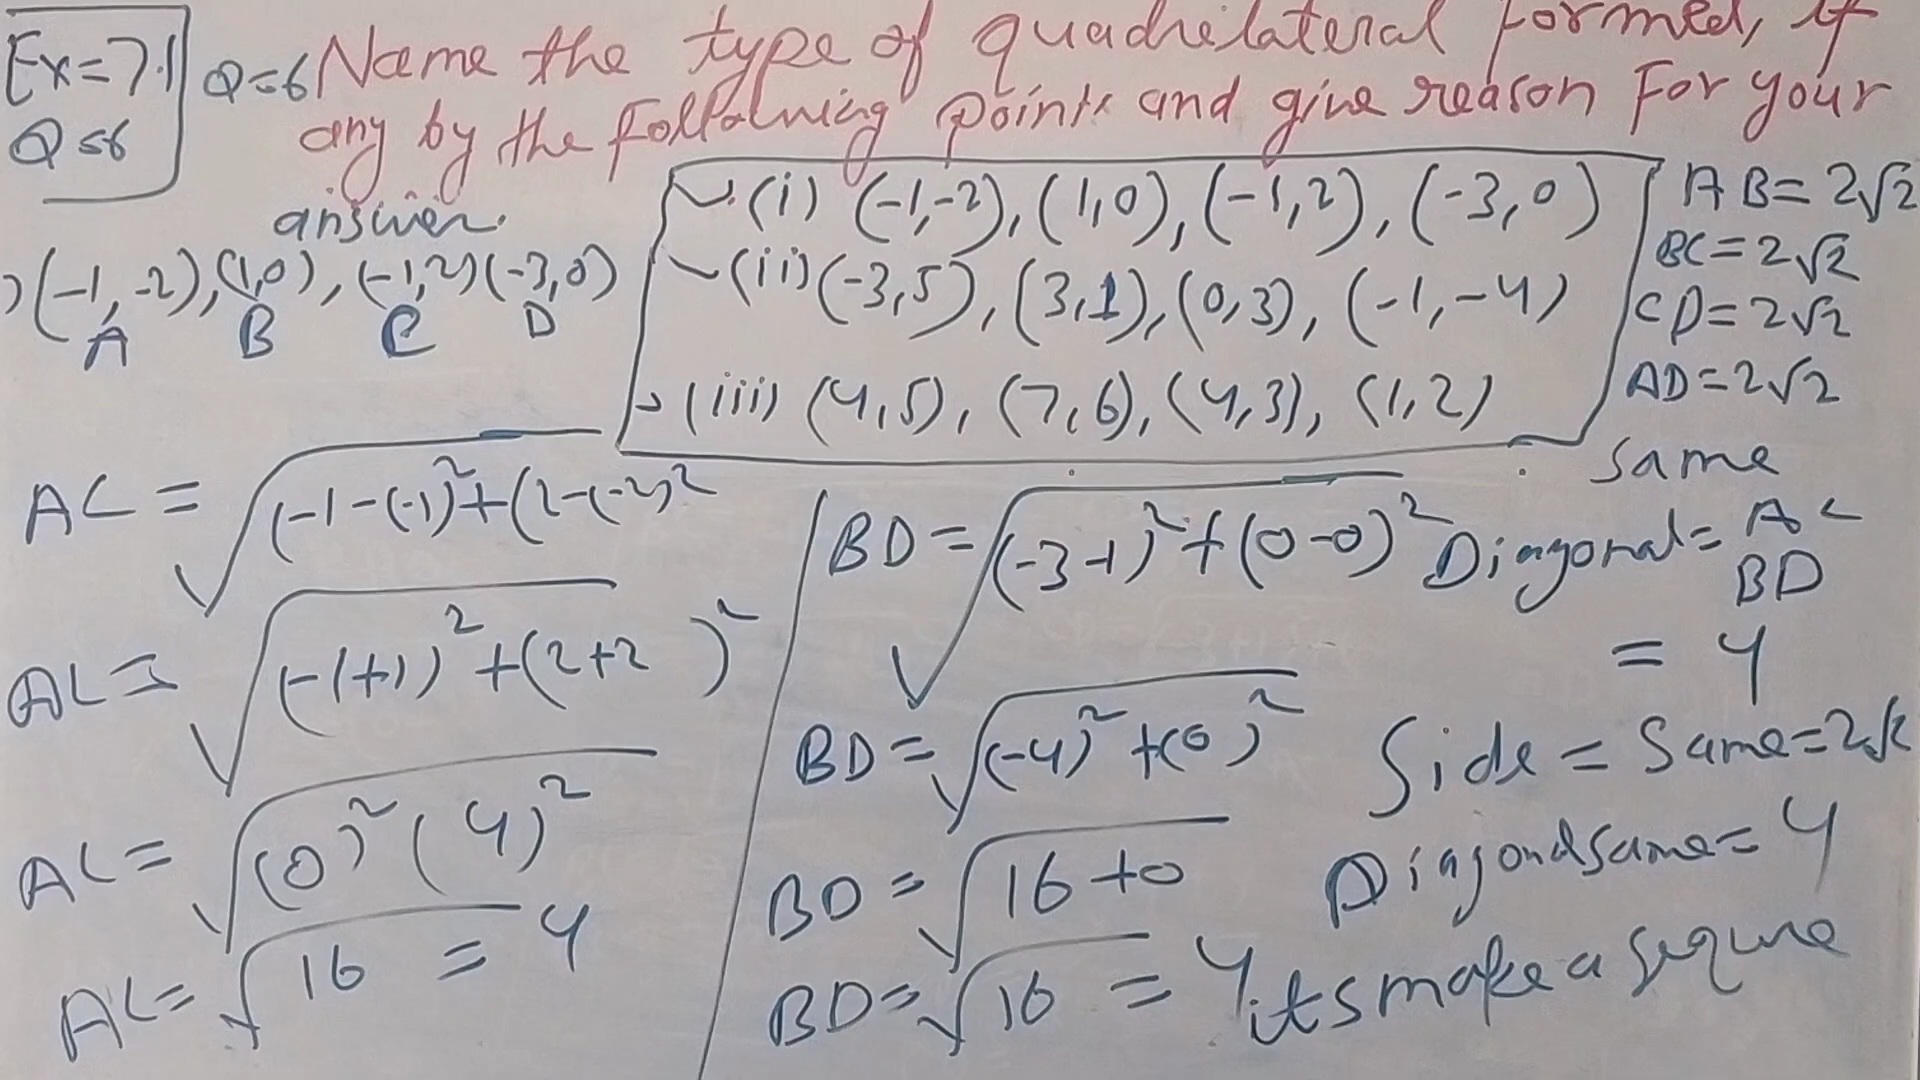 Ex=7.1
Q=6
Q=6 Name the type of quadrilateral formed, if
any by the following points and give reason for your
answer.
(i) (-1,-2), (1,0), (-1,2), (-3,0)
(ii) (-3,5), (3,1), (0,3), (-1,-4)
(iii) (4,5), (7,6), (4,3), (1,2)
(-1,-2), (1,0), (-1,2) (-3,0)
A B C D
AB=2√2
BC=2√2
CD=2√2
AD=2√2
same
AC=√(-1-(-1)²+(2-(-2)²
AC=√(-1+1)²+(2+2)²
AC=√(0)²(4)²
AC=√16=4
BD=√(-3-1)²+(0-0)²
BD=√(-4)²+(0)²
BD=√16+0
BD=√16=4
Diagonal=AC
BD
=4
Side=Same=2√2
Diagonal same=4
its make a sequre